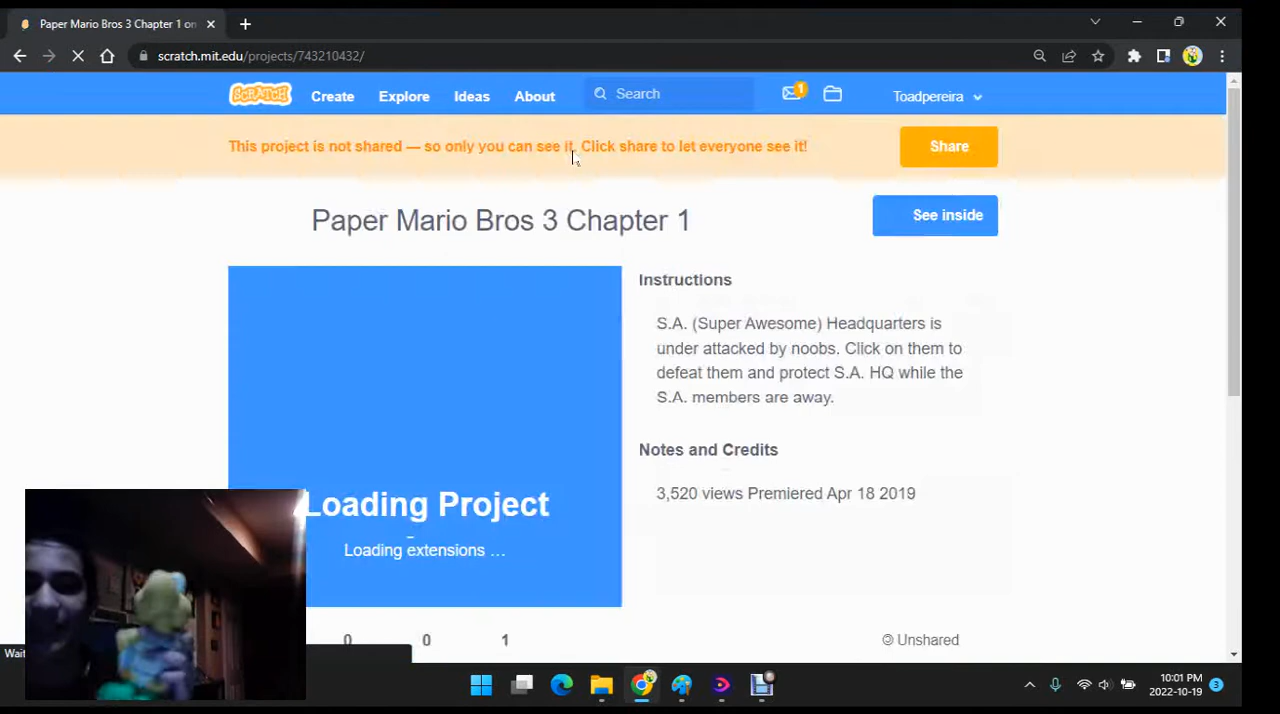 Paper Mario Bros 3 Chapter 1 on
scratch.mit.edu/projects/743210432/
SCRATCH
Create
Explore
Ideas
About
Search
1
Toadpereira
This project is not shared — so only you can see it. Click share to let everyone see it!
Share
Paper Mario Bros 3 Chapter 1
See inside
Instructions
S.A. (Super Awesome) Headquarters is
under attacked by noobs. Click on them to
defeat them and protect S.A. HQ while the
S.A. members are away.
Notes and Credits
3,520 views Premiered Apr 18 2019
Loading Project
Loading extensions …
0
0
1
Unshared
Wait
10:01 PM
2022-10-19
3